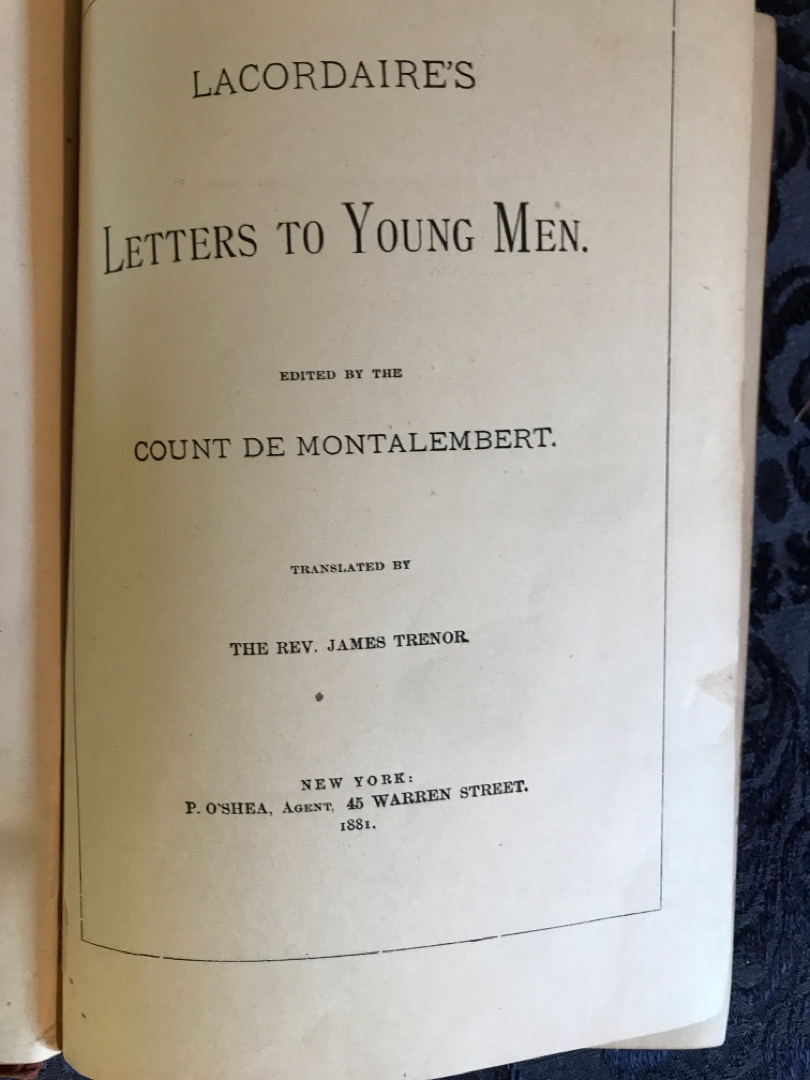 LACORDAIRE'S
LETTERS TO YOUNG MEN.
EDITED BY THE
COUNT DE MONTALEMBERT.
TRANSLATED BY
THE REV. JAMES TRENOR.
NEW YORK:
P. O'SHEA, AGENT, 45 WARREN STREET.
1881.